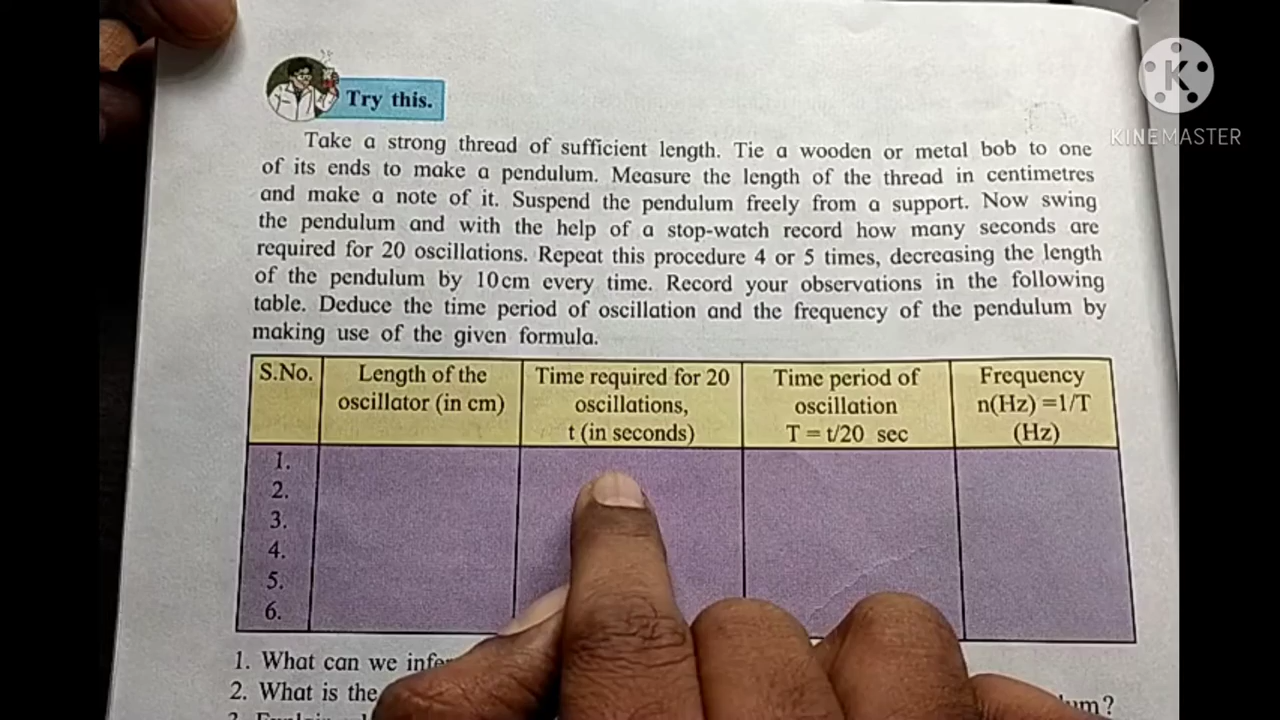 Try this.
Take a strong thread of sufficient length. Tie a wooden or metal bob to one
of its ends to make a pendulum. Measure the length of the thread in centimetres
and make a note of it. Suspend the pendulum freely from a support. Now swing
the pendulum and with the help of a stop-watch record how many seconds are
required for 20 oscillations. Repeat this procedure 4 or 5 times, decreasing the length
of the pendulum by 10cm every time. Record your observations in the following
table. Deduce the time period of oscillation and the frequency of the pendulum by
making use of the given formula.
S.No. Length of the Time required for 20 Time period of Frequency
oscillator (in cm) oscillations, oscillation n(Hz) =1/T
t (in seconds) T = t/20 sec (Hz)
1.
2.
3.
4.
5.
6.
1. What can we
2. What is the
K
KINEMASTER